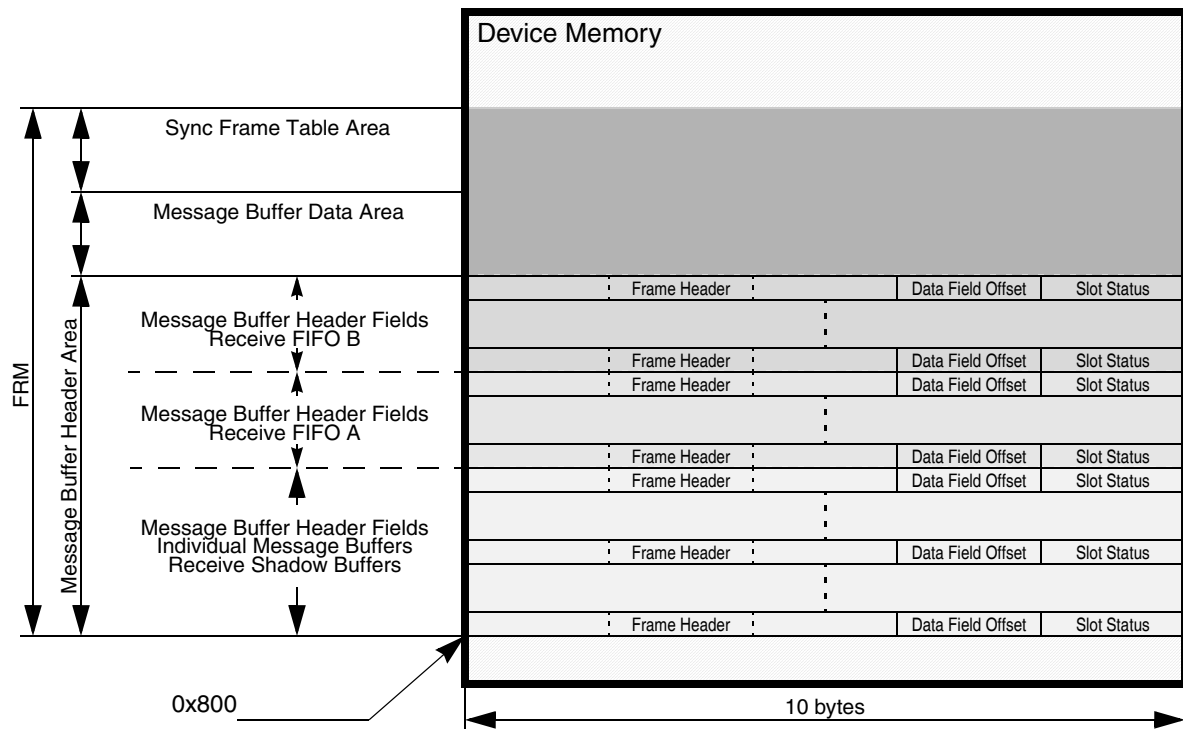 Device Memory
Sync Frame Table Area
Message Buffer Data Area
FRM
Message Buffer Header Area
Message Buffer Header Fields
Receive FIFO B
Message Buffer Header Fields
Receive FIFO A
Message Buffer Header Fields
Individual Message Buffers
Receive Shadow Buffers
Frame Header Data Field Offset Slot Status
Frame Header Data Field Offset Slot Status
Frame Header Data Field Offset Slot Status
Frame Header Data Field Offset Slot Status
Frame Header Data Field Offset Slot Status
Frame Header Data Field Offset Slot Status
Frame Header Data Field Offset Slot Status
0x800
10 bytes